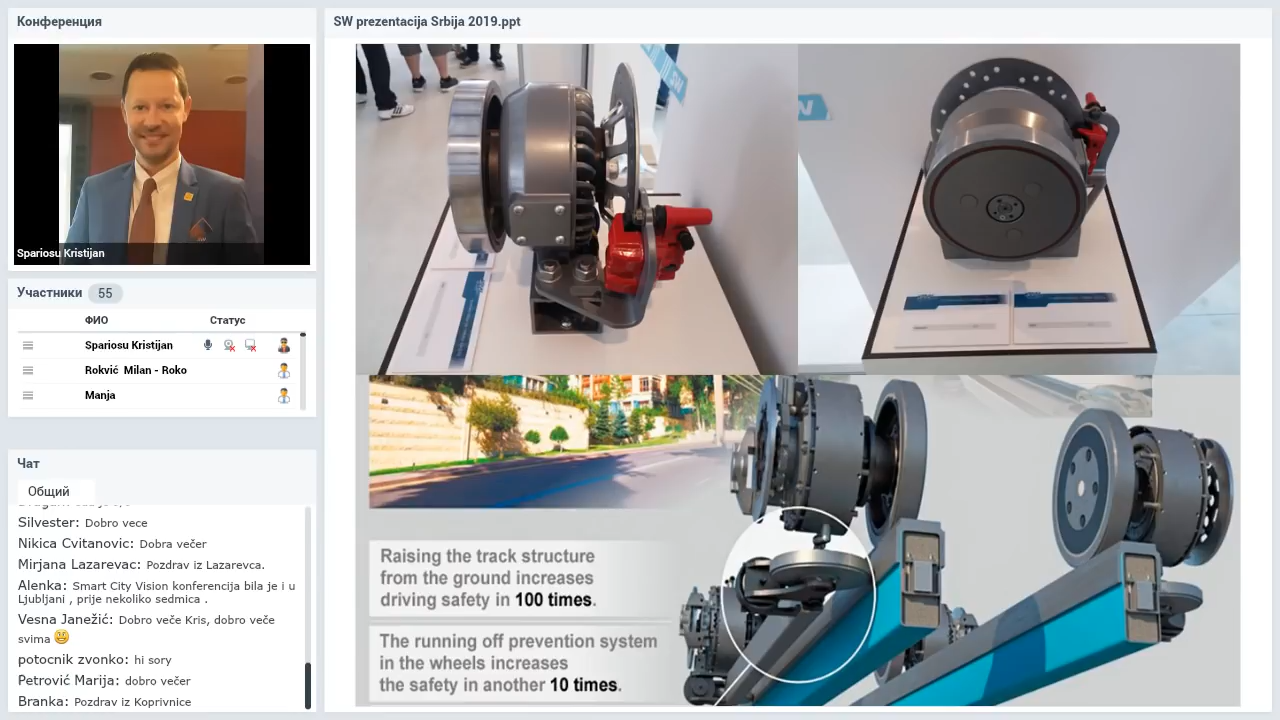 Конференция
Spariosu Kristijan
Участники 55
ФИО Статус
Spariosu Kristijan
Rokvić Milan - Roko
Manja
Чат
Общий
Silvester: Dobro vece
Nikica Cvitanovic: Dobra večer
Mirjana Lazarevac: Pozdrav iz Lazarevca.
Alenka: Smart City Vision konferencija bila je i u
Ljubljani , prije nekoliko sedmica .
Vesna Janežić: Dobro veče Kris, dobro veče
svima
potocnik zvonko: hi sory
Petrović Marija: dobro večer
Branka: Pozdrav iz Koprivnice
SW prezentacija Srbija 2019.ppt
SW
Raising the track structure
from the ground increases
driving safety in 100 times.
The running off prevention system
in the wheels increases
the safety in another 10 times.